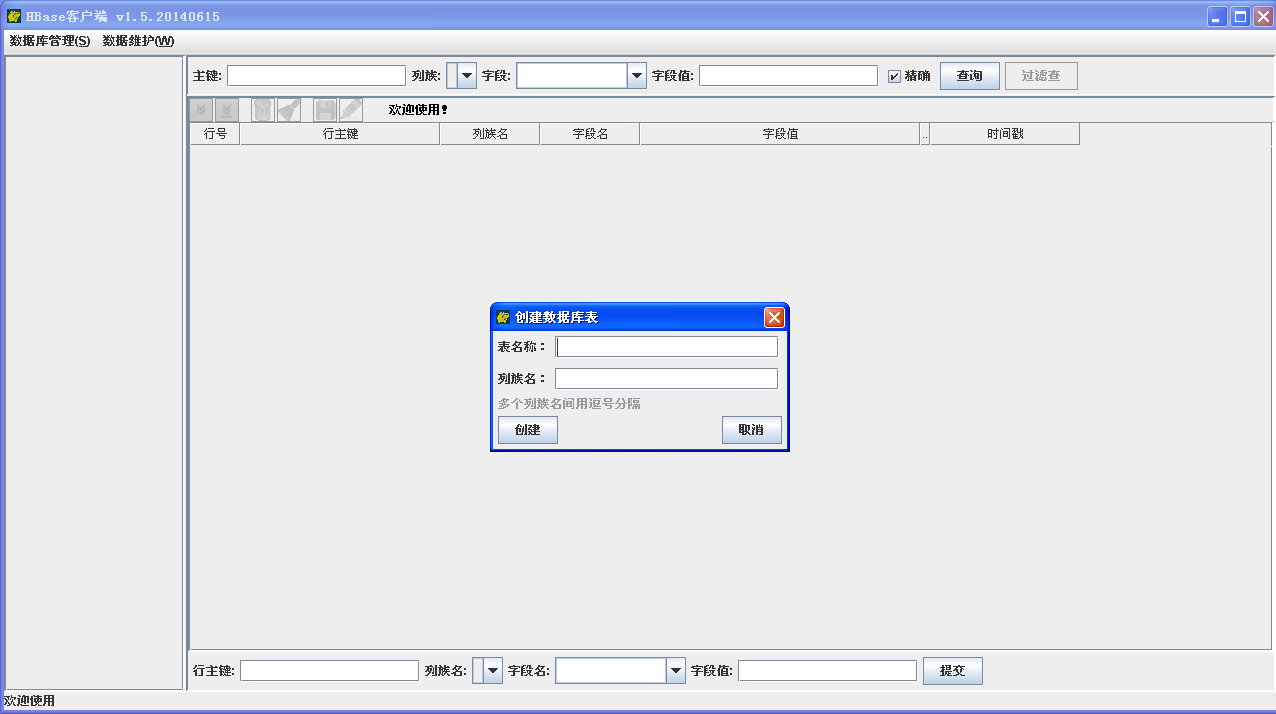 HBase客户端 v1.5.20140615
数据库管理(S) 数据维护(W)
主键: 列族: 字段: 字段值: 精确 查询 过滤查
欢迎使用!
行号 行主键 列族名 字段名 字段值 .. 时间戳
创建数据库表
表名称：
列族名：
多个列族名间用逗号分隔
创建 取消
行主键: 列族名: 字段名: 字段值: 提交
欢迎使用